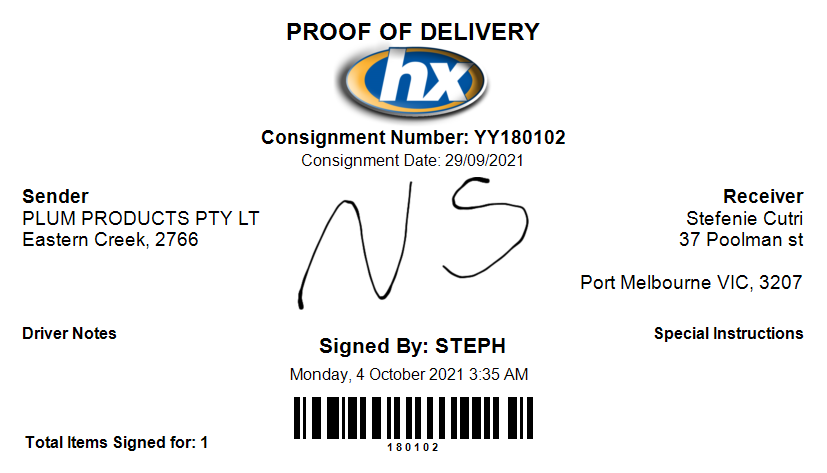 PROOF OF DELIVERY
hx
Consignment Number: YY180102
Consignment Date: 29/09/2021
Sender
PLUM PRODUCTS PTY LT
Eastern Creek, 2766
NS
Receiver
Stefenie Cutri
37 Poolman st
Port Melbourne VIC, 3207
Driver Notes
Special Instructions
Signed By: STEPH
Monday, 4 October 2021 3:35 AM
180102
Total Items Signed for: 1